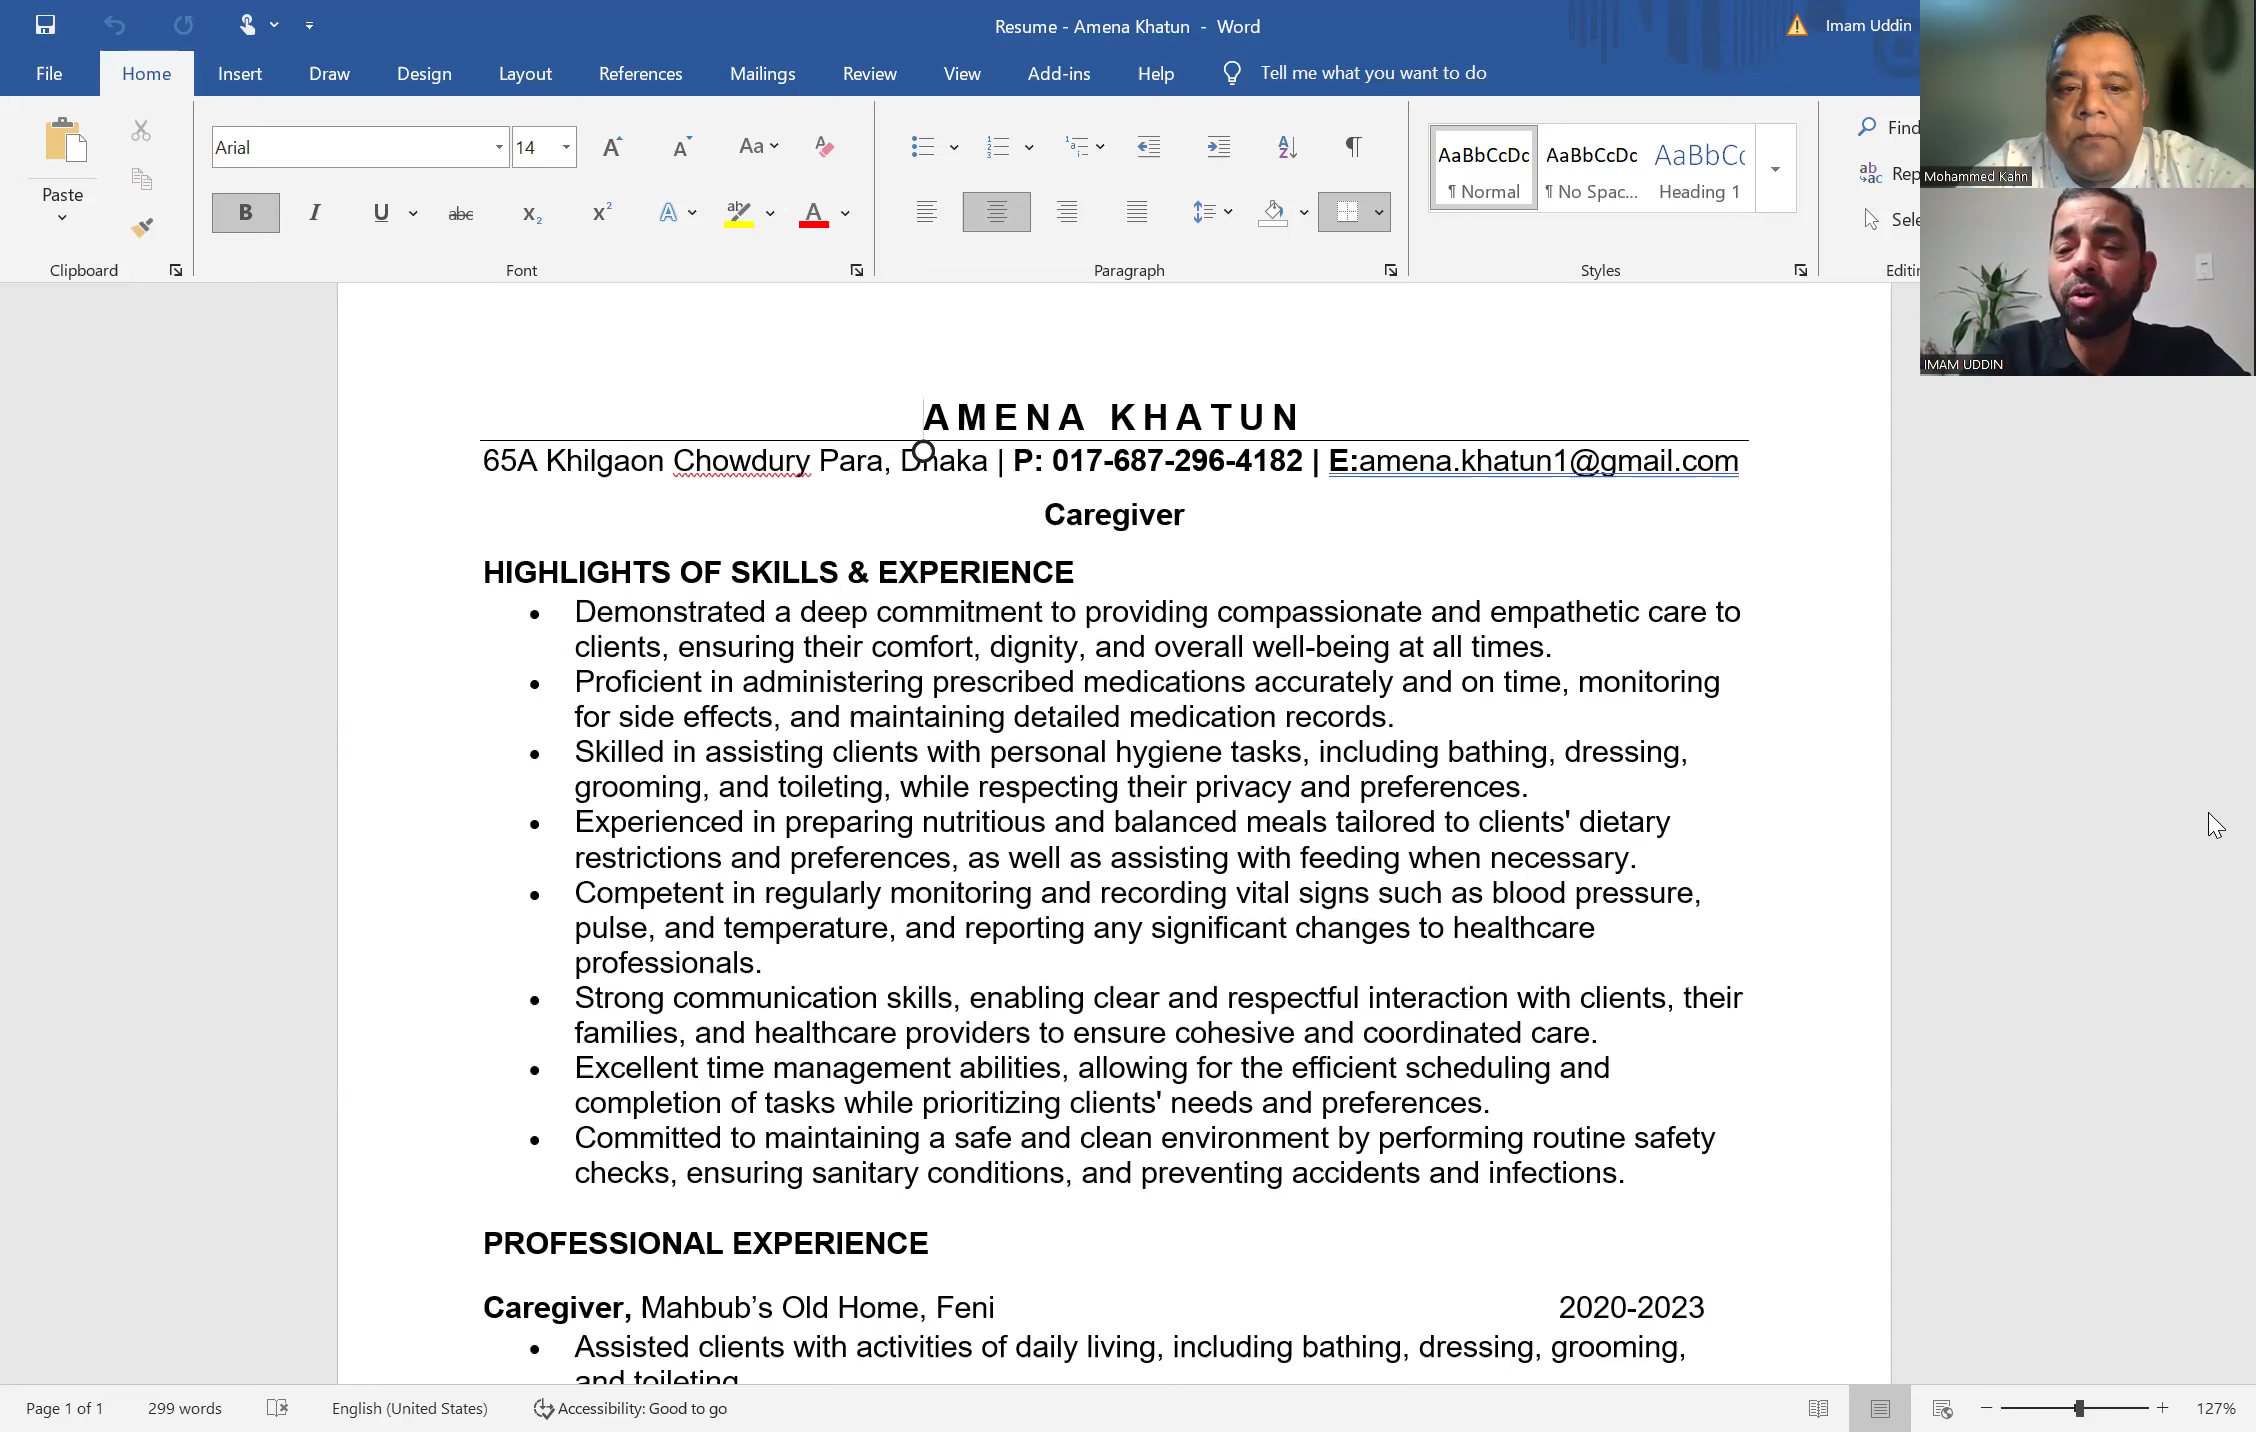 Resume - Amena Khatun - Word
Imam Uddin
File Home Insert Draw Design Layout References Mailings Review View Add-ins Help Tell me what you want to do
Paste
Clipboard
Arial 14
Aa
B I U abc X₂ X² A ab A
Font
Paragraph
AaBbCcDc AaBbCcDc AaBbCc
¶ Normal ¶ No Spac... Heading 1
Styles
Find
Rep
Sele
Editin
Mohammed Kahn
IMAM UDDIN
AMENA KHATUN
65A Khilgaon Chowdury Para, Dhaka | P: 017-687-296-4182 | E:amena.khatun1@gmail.com
Caregiver
HIGHLIGHTS OF SKILLS & EXPERIENCE
• Demonstrated a deep commitment to providing compassionate and empathetic care to
clients, ensuring their comfort, dignity, and overall well-being at all times.
• Proficient in administering prescribed medications accurately and on time, monitoring
for side effects, and maintaining detailed medication records.
• Skilled in assisting clients with personal hygiene tasks, including bathing, dressing,
grooming, and toileting, while respecting their privacy and preferences.
• Experienced in preparing nutritious and balanced meals tailored to clients' dietary
restrictions and preferences, as well as assisting with feeding when necessary.
• Competent in regularly monitoring and recording vital signs such as blood pressure,
pulse, and temperature, and reporting any significant changes to healthcare
professionals.
• Strong communication skills, enabling clear and respectful interaction with clients, their
families, and healthcare providers to ensure cohesive and coordinated care.
• Excellent time management abilities, allowing for the efficient scheduling and
completion of tasks while prioritizing clients' needs and preferences.
• Committed to maintaining a safe and clean environment by performing routine safety
checks, ensuring sanitary conditions, and preventing accidents and infections.
PROFESSIONAL EXPERIENCE
Caregiver, Mahbub’s Old Home, Feni 2020-2023
• Assisted clients with activities of daily living, including bathing, dressing, grooming,
and toileting
Page 1 of 1 299 words English (United States) Accessibility: Good to go 127%